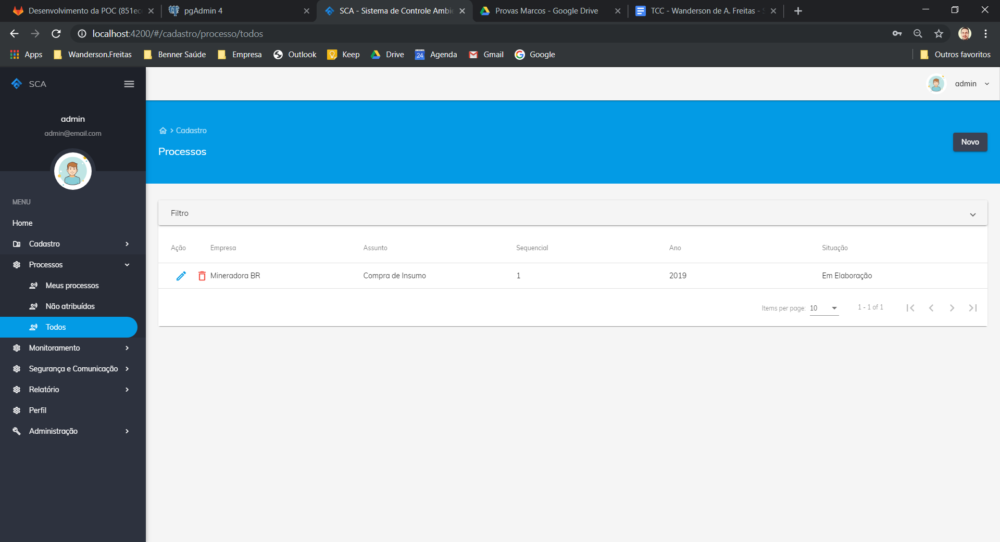 Desenvolvimento da POC (851ec
pgAdmin 4
SCA - Sistema de Controle Ambie
Provas Marcos - Google Drive
TCC - Wanderson de A. Freitas - S
localhost:4200/#/cadastro/processo/todos
Apps
Wanderson.Freitas
Benner Saúde
Empresa
Outlook
Keep
Drive
24
Agenda
Gmail
Google
Outros favoritos
SCA
admin
admin
admin@email.com
Cadastro
Processos
Novo
MENU
Home
Cadastro
Processos
Meus processos
Não atribuídos
Todos
Monitoramento
Segurança e Comunicação
Relatório
Perfil
Administração
Filtro
Ação Empresa Assunto Sequencial Ano Situação
Mineradora BR Compra de Insumo 1 2019 Em Elaboração
Items per page: 10 1 - 1 of 1